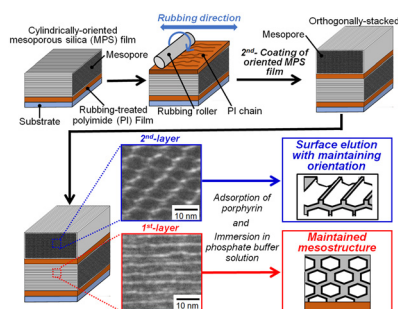 Cylindrically-oriented
mesoporous silica (MPS) film
Mesopore
Substrate
Rubbing-treated
polyimide (PI) Film
Rubbing direction
Rubbing roller
PI chain
2nd- Coating of
oriented MPS
film
Orthogonally-stacked
Mesopore
2nd-layer
10 nm
1st-layer
10 nm
Adsorption of
porphyrin
and
Immersion in
phosphate buffer
solution
Surface elution
with maintaining
orientation
Maintained
mesostructure